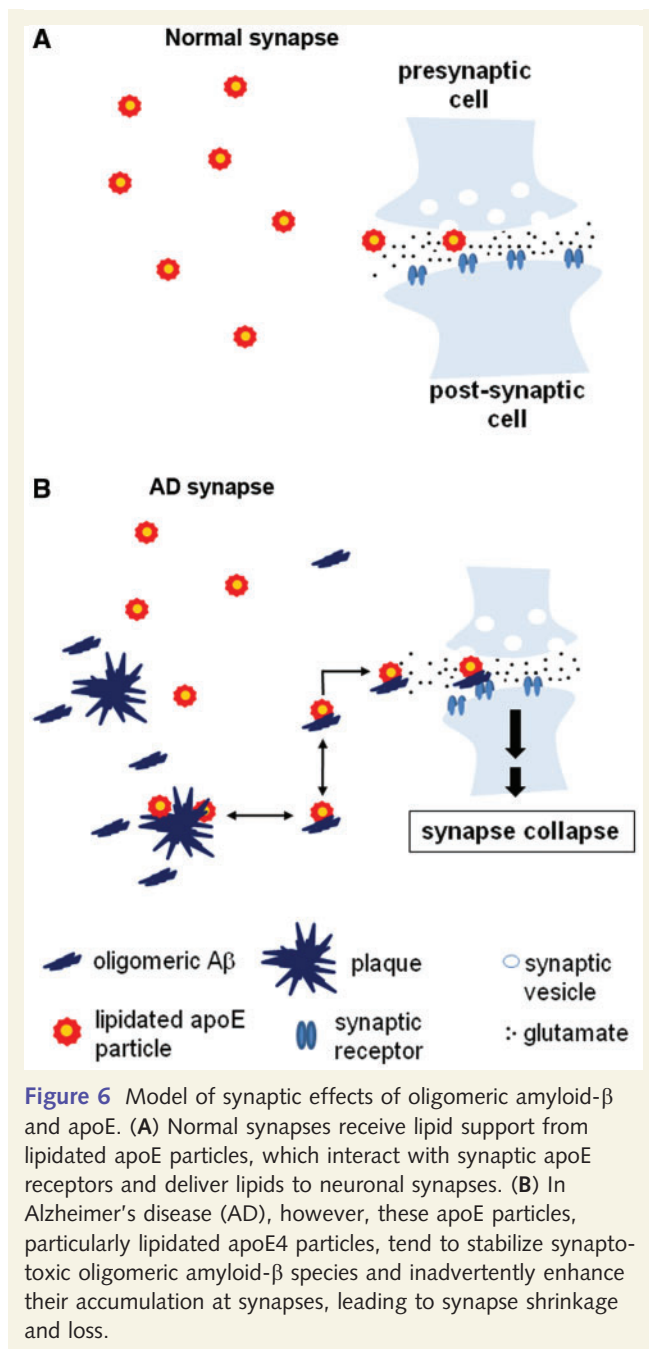 A
Normal synapse
presynaptic
cell
post-synaptic
cell
B
AD synapse
synapse collapse
oligomeric Aβ
plaque
synaptic
vesicle
lipidated apoE
particle
synaptic
receptor
glutamate
Figure 6 Model of synaptic effects of oligomeric amyloid-β
and apoE. (A) Normal synapses receive lipid support from
lipidated apoE particles, which interact with synaptic apoE
receptors and deliver lipids to neuronal synapses. (B) In
Alzheimer's disease (AD), however, these apoE particles,
particularly lipidated apoE4 particles, tend to stabilize synapto-
toxic oligomeric amyloid-β species and inadvertently enhance
their accumulation at synapses, leading to synapse shrinkage
and loss.